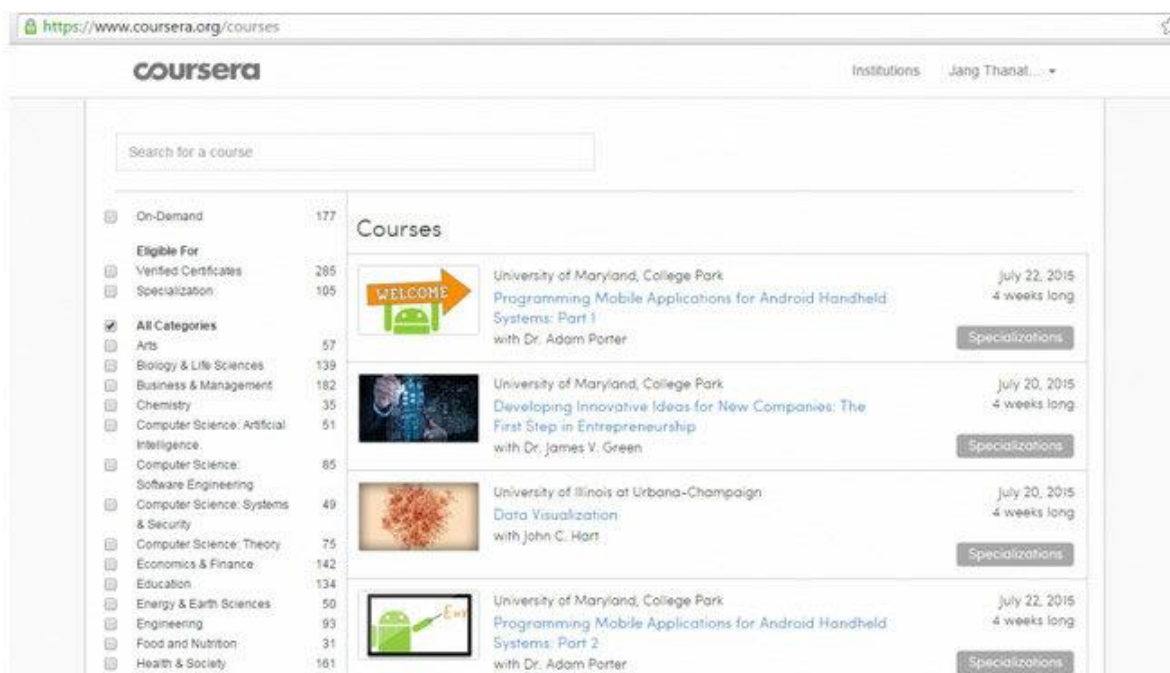 https://www.coursera.org/courses
coursera
Institutions
Jang Thanat...
Search for a course
On-Demand 177
Eligible For
Verified Certificates 285
Specialization 105
All Categories
Arts 57
Biology & Life Sciences 139
Business & Management 182
Chemistry 35
Computer Science: Artificial 51
Intelligence
Computer Science: 85
Software Engineering
Computer Science: Systems 49
& Security
Computer Science: Theory 75
Economics & Finance 142
Education 134
Energy & Earth Sciences 50
Engineering 93
Food and Nutrition 31
Health & Society 161
Courses
WELCOME
University of Maryland, College Park
Programming Mobile Applications for Android Handheld
Systems: Part 1
with Dr. Adam Porter
July 22, 2015
4 weeks long
Specializations
University of Maryland, College Park
Developing Innovative Ideas for New Companies: The
First Step in Entrepreneurship
with Dr. James V. Green
July 20, 2015
4 weeks long
Specializations
University of Illinois at Urbana-Champaign
Data Visualization
with John C. Hart
July 20, 2015
4 weeks long
Specializations
University of Maryland, College Park
Programming Mobile Applications for Android Handheld
Systems: Part 2
with Dr. Adam Porter
July 22, 2015
4 weeks long
Specializations